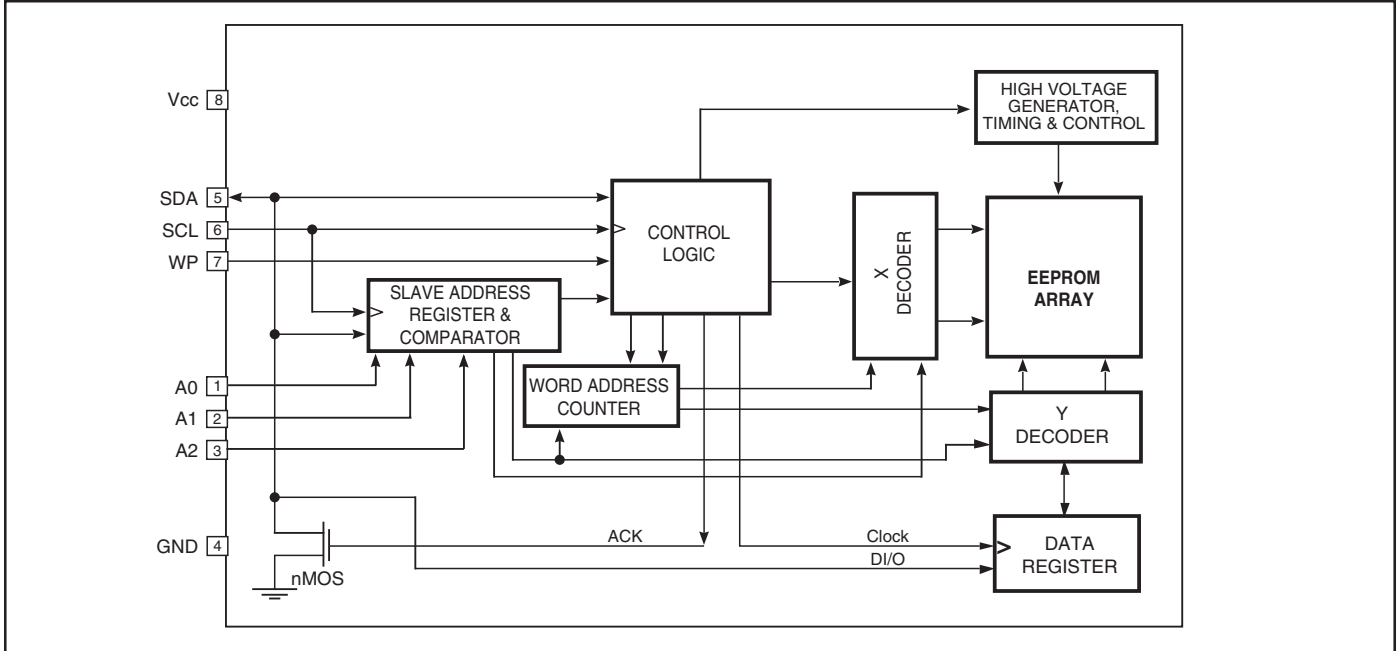 Vcc 8
HIGH VOLTAGE
GENERATOR,
TIMING & CONTROL
SDA 5
SCL 6
WP 7
CONTROL
LOGIC
X
DECODER
EEPROM
ARRAY
SLAVE ADDRESS
REGISTER &
COMPARATOR
A0 1
A1 2
A2 3
WORD ADDRESS
COUNTER
Y
DECODER
GND 4
nMOS
ACK
Clock
DI/O
DATA
REGISTER